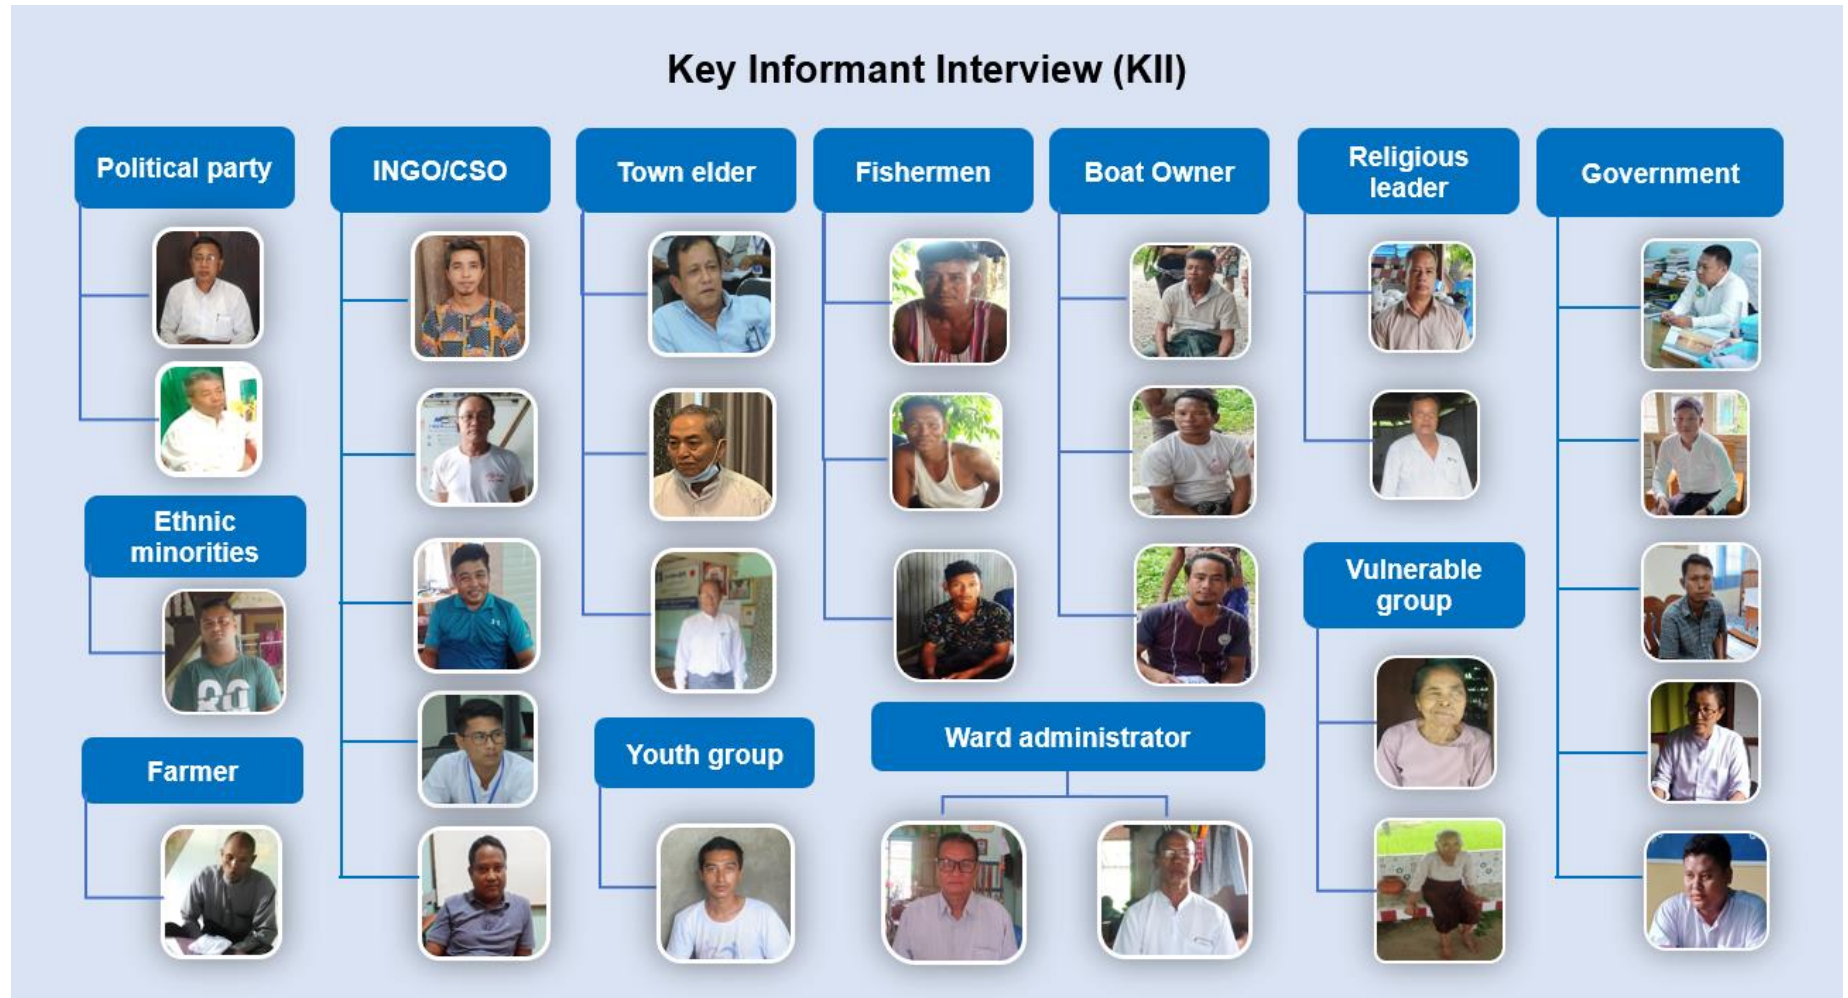 Key Informant Interview (KII)
Political party
INGO/CSO
Town elder
Fishermen
Boat Owner
Religious
leader
Government
Ethnic
minorities
Vulnerable
group
Farmer
Youth group
Ward administrator